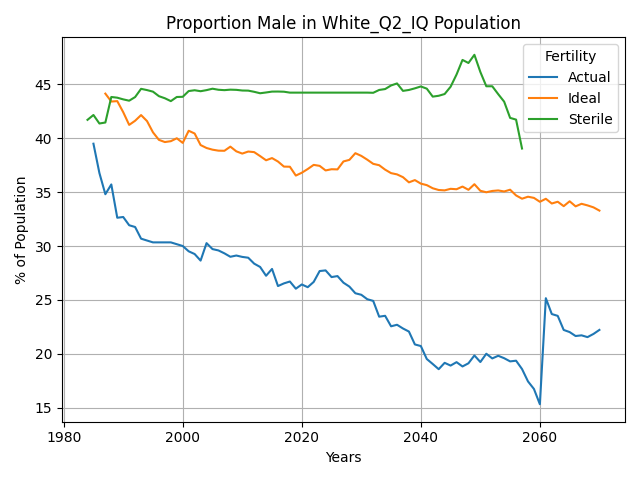 Proportion Male in White_Q2_IQ Population
% of Population
45
40
35
30
25
20
15
Fertility
Actual
Ideal
Sterile
1980
2000
2020
2040
2060
Years